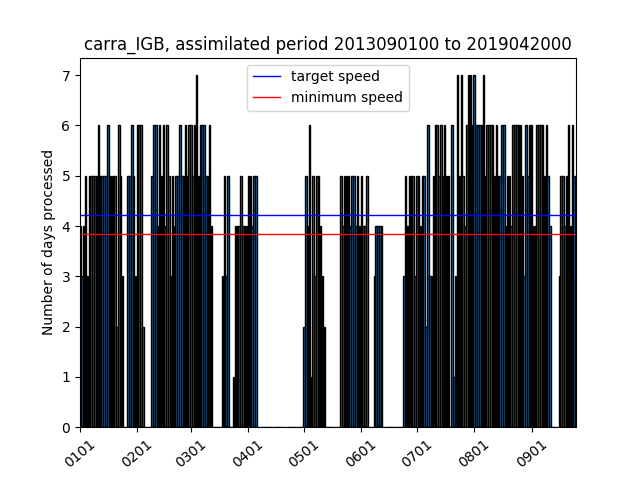 carra_IGB, assimilated period 2013090100 to 2019042000
target speed
minimum speed
Number of days processed
7
6
5
4
3
2
1
0
0101 0201 0301 0401 0501 0601 0701 0801 0901